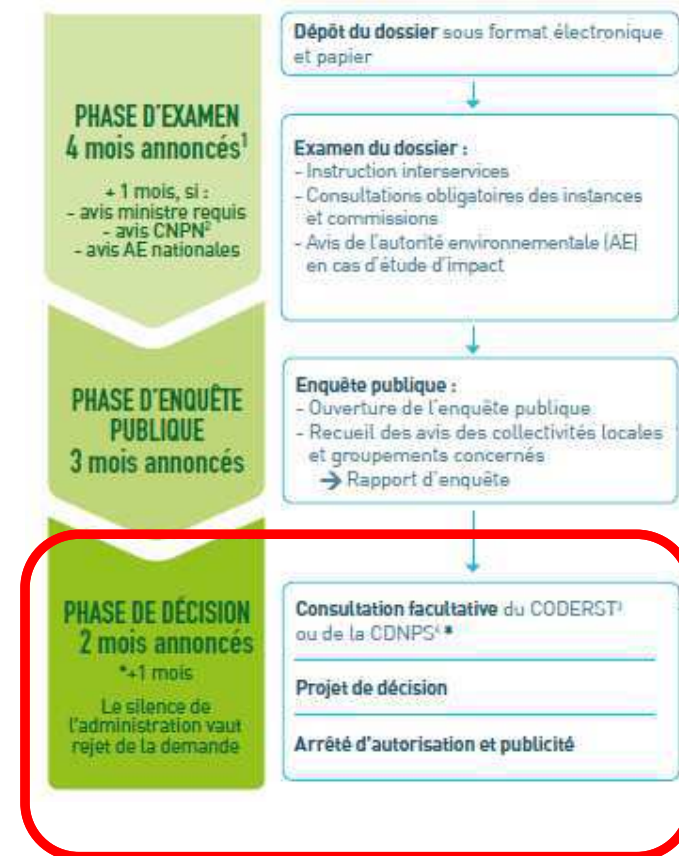 PHASE D'EXAMEN
4 mois annoncés¹
+ 1 mois, si :
- avis ministre requis
- avis CNPN²
- avis AE nationales
Dépôt du dossier sous format électronique
et papier
Examen du dossier :
- Instruction interservices
- Consultations obligatoires des instances
et commissions
- Avis de l'autorité environnementale (AE)
en cas d'étude d'impact
PHASE D'ENQUÊTE
PUBLIQUE
3 mois annoncés
Enquête publique :
- Ouverture de l'enquête publique
- Recueil des avis des collectivités locales
et groupements concernés
→ Rapport d'enquête
PHASE DE DÉCISION
2 mois annoncés
*+1 mois
Le silence de
l'administration vaut
rejet de la demande
Consultation facultative du CODERST³
ou de la CDNPS⁴ *
Projet de décision
Arrêté d'autorisation et publicité